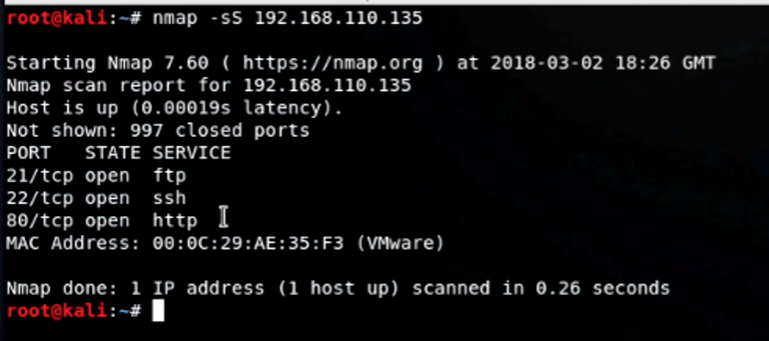 root@kali:~# nmap -sS 192.168.110.135
Starting Nmap 7.60 ( https://nmap.org ) at 2018-03-02 18:26 GMT
Nmap scan report for 192.168.110.135
Host is up (0.00019s latency).
Not shown: 997 closed ports
PORT   STATE SERVICE
21/tcp open  ftp
22/tcp open  ssh
80/tcp open  http
MAC Address: 00:0C:29:AE:35:F3 (VMware)
Nmap done: 1 IP address (1 host up) scanned in 0.26 seconds
root@kali:~#